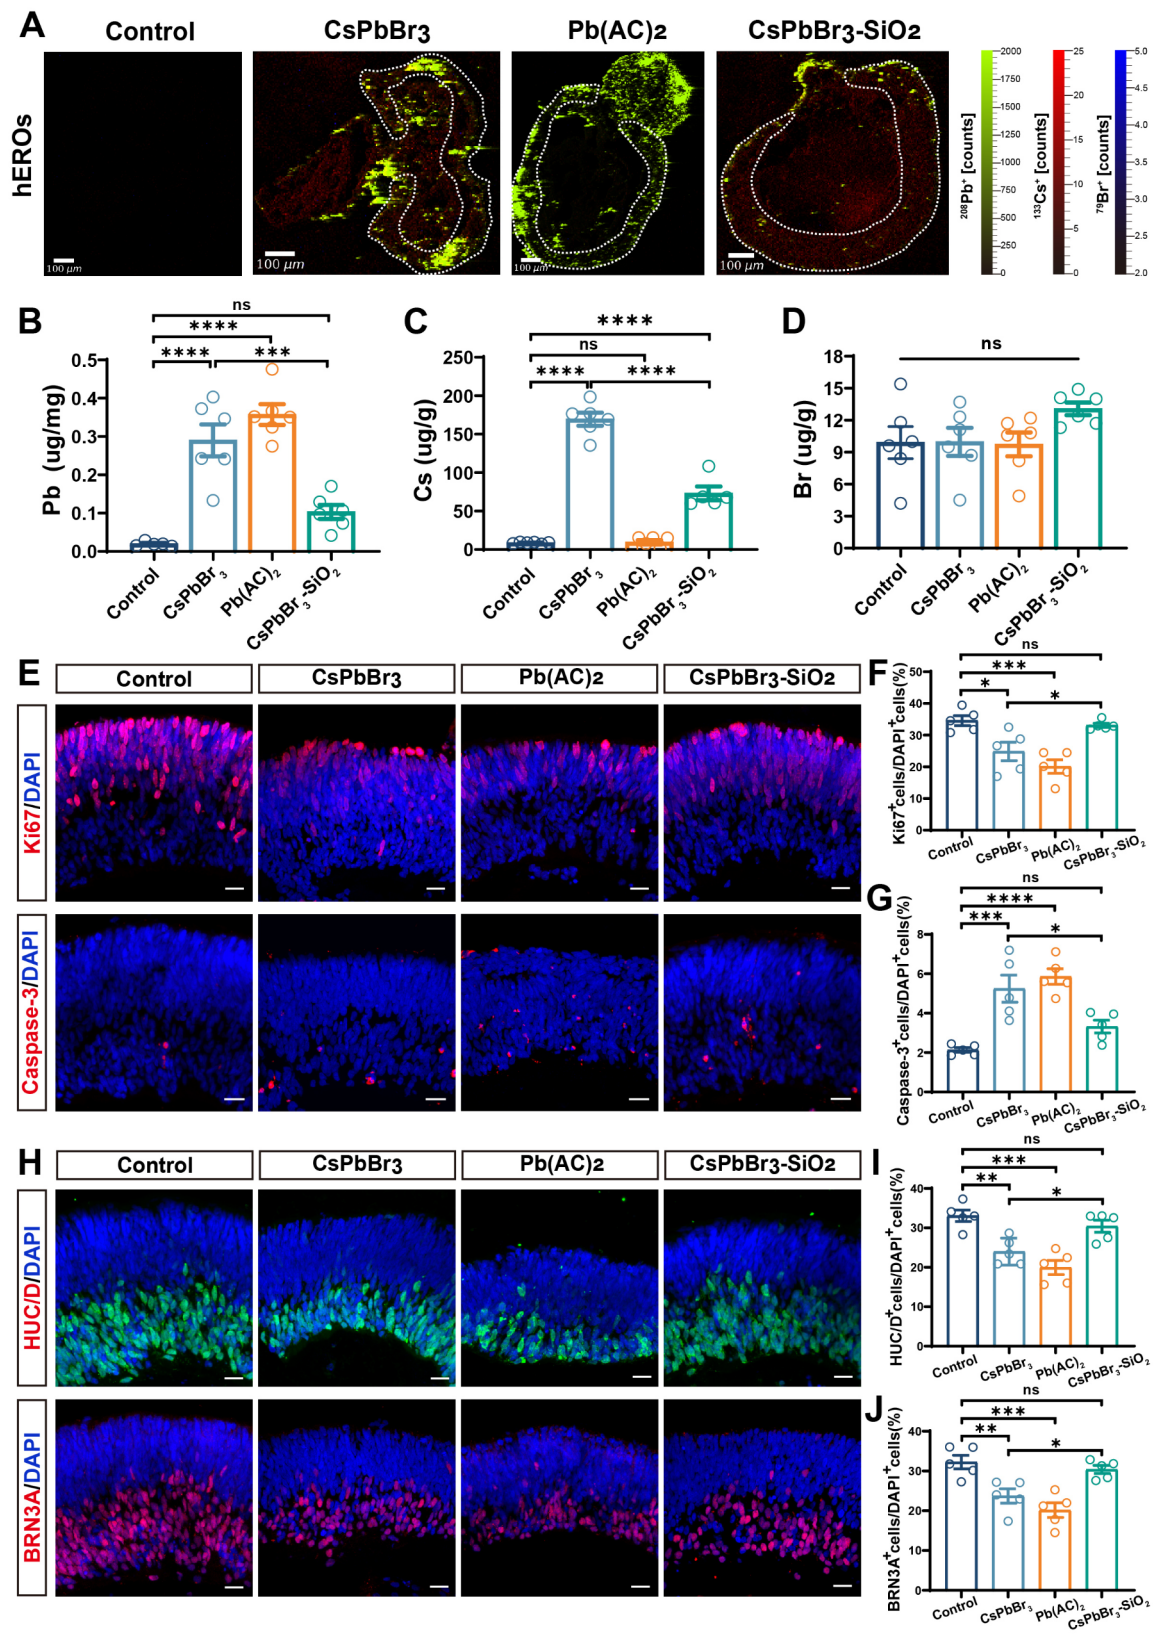 A
Control
CsPbBr3
Pb(AC)2
CsPbBr3-SiO2
hEROs
100 μm
100 μm
100 μm
100 μm
2000
1750
1500
1250
1000
750
500
250
0
²⁰⁸Pb⁺ [counts]
25
20
15
10
5
0
¹³³Cs⁺ [counts]
5.0
4.5
4.0
3.5
3.0
2.5
2.0
⁷⁹Br⁺ [counts]
B
ns
****
****
***
Pb (ug/mg)
0.5
0.4
0.3
0.2
0.1
0.0
Control
CsPbBr₃
Pb(AC)₂
CsPbBr₃-SiO₂
C
****
ns
****
****
Cs (ug/g)
250
200
150
100
50
0
Control
CsPbBr₃
Pb(AC)₂
CsPbBr₃-SiO₂
D
ns
Br (ug/g)
18
15
12
9
6
3
0
Control
CsPbBr₃
Pb(AC)₂
CsPbBr₃-SiO₂
E
Control
CsPbBr3
Pb(AC)2
CsPbBr3-SiO2
Ki67/DAPI
Caspase-3/DAPI
F
ns
***
*
*
Ki67⁺cells/DAPI⁺cells(%)
50
40
30
20
10
0
Control
CsPbBr₃
Pb(AC)₂
CsPbBr₃-SiO₂
G
ns
****
***
*
Caspase-3⁺cells/DAPI⁺cells(%)
8
6
4
2
0
Control
CsPbBr₃
Pb(AC)₂
CsPbBr₃-SiO₂
H
Control
CsPbBr3
Pb(AC)2
CsPbBr3-SiO2
HUC/D/DAPI
BRN3A/DAPI
I
ns
***
**
*
HUC/D⁺cells/DAPI⁺cells(%)
40
30
20
10
0
Control
CsPbBr₃
Pb(AC)₂
CsPbBr₃-SiO₂
J
ns
***
**
*
BRN3A⁺cells/DAPI⁺cells(%)
40
30
20
10
0
Control
CsPbBr₃
Pb(AC)₂
CsPbBr₃-SiO₂